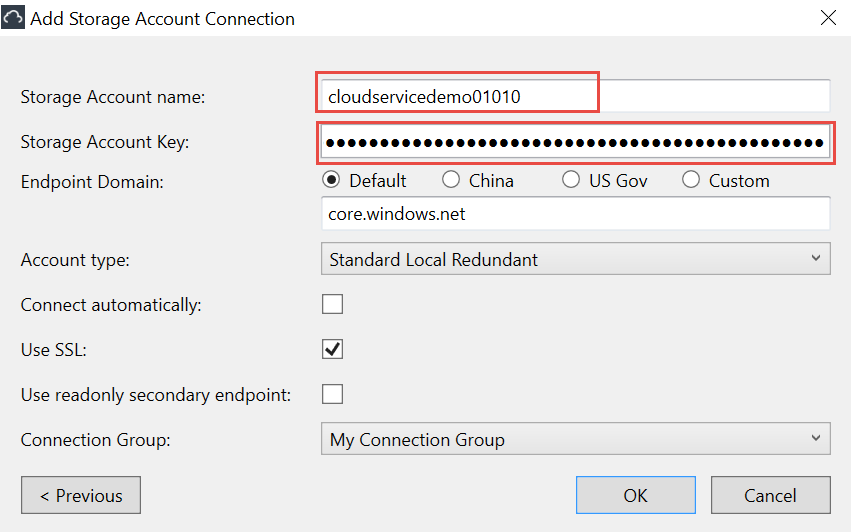 Add Storage Account Connection
Storage Account name: cloudservicedemo01010
Storage Account Key: ●●●●●●●●●●●●●●●●●●●●●●●●●●●●●●●●●●●●●●●●●●●●●●●
Endpoint Domain: Default China US Gov Custom
core.windows.net
Account type: Standard Local Redundant
Connect automatically:
Use SSL:
Use readonly secondary endpoint:
Connection Group: My Connection Group
< Previous OK Cancel